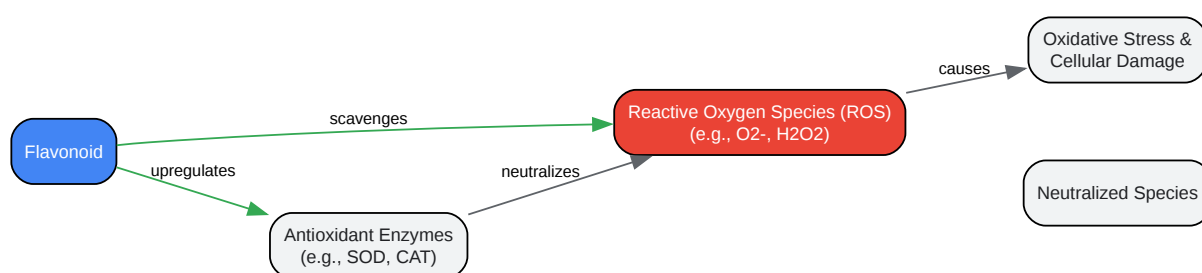 Flavonoid
scavenges
upregulates
Antioxidant Enzymes
(e.g., SOD, CAT)
neutralizes
Reactive Oxygen Species (ROS)
(e.g., O2-, H2O2)
causes
Oxidative Stress &
Cellular Damage
Neutralized Species